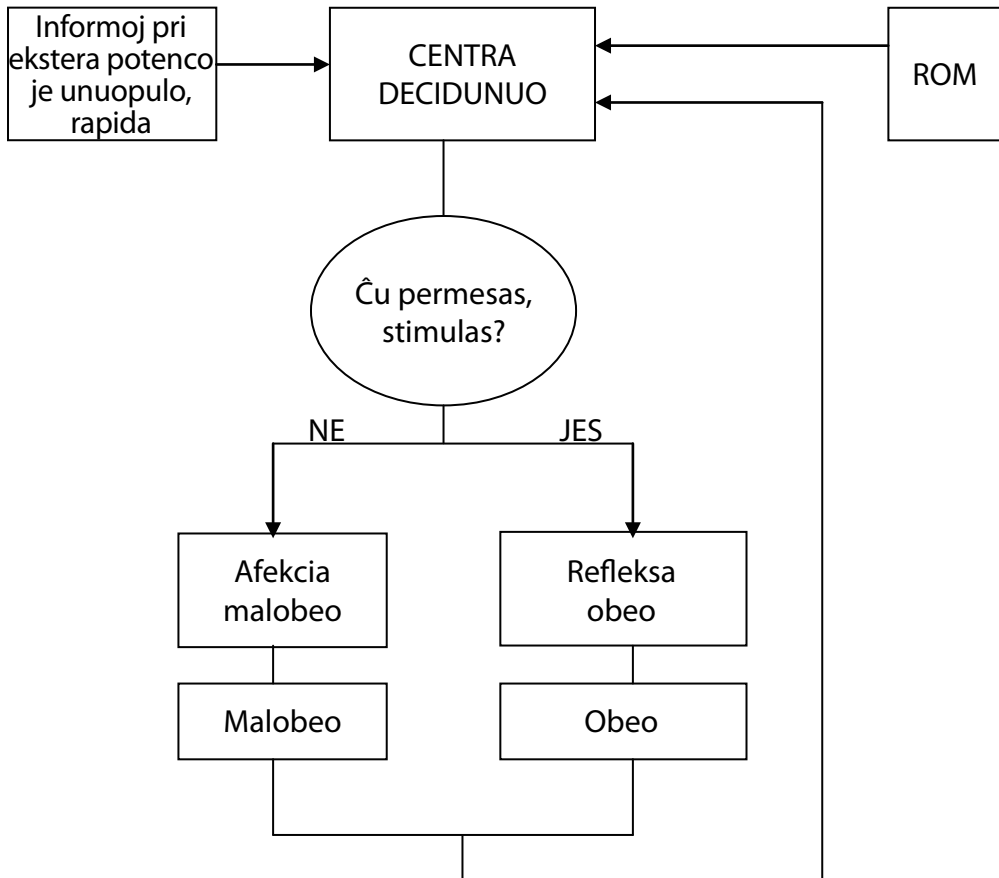 Informoj pri
ekstera potenco
je unuopulo,
rapida
CENTRA
DECIDUNUO
ROM
Ĉu permesas,
stimulas?
NE
JES
Afekcia
malobeo
Refleksa
obeo
Malobeo
Obeo